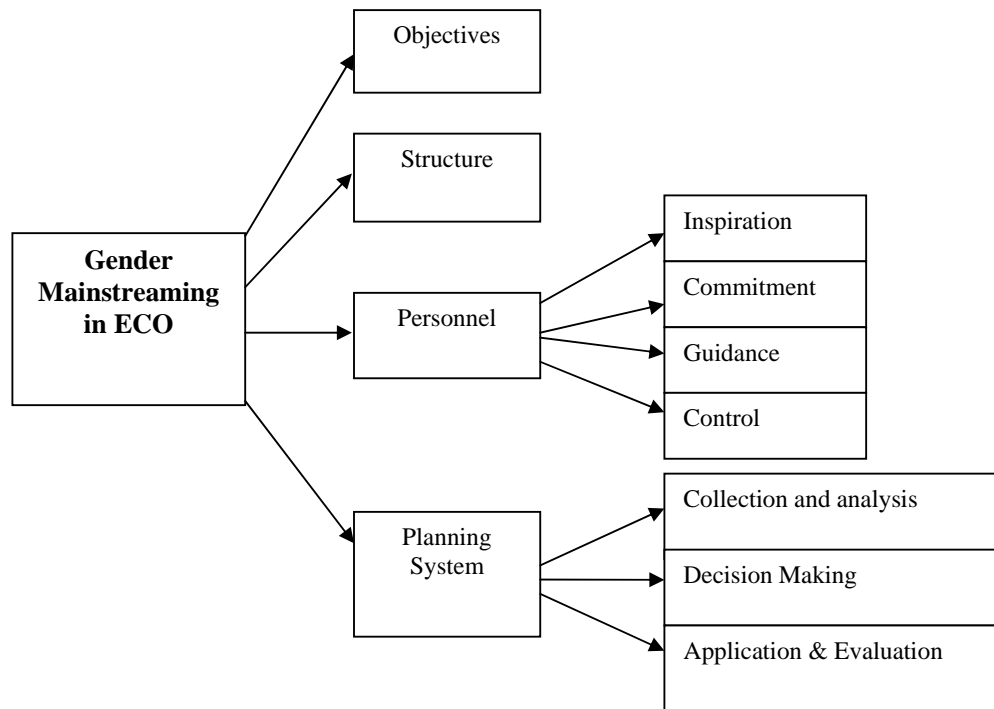 Objectives
Structure
Gender
Mainstreaming
in ECO
Personnel
Inspiration
Commitment
Guidance
Control
Planning
System
Collection and analysis
Decision Making
Application & Evaluation